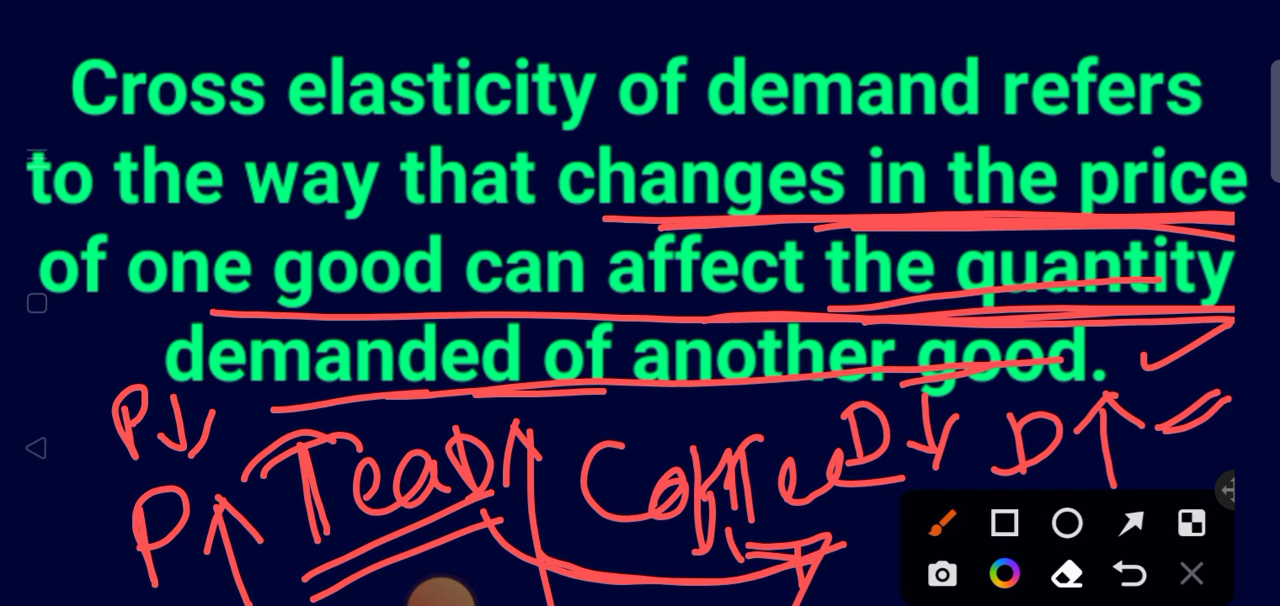 Cross elasticity of demand refers
to the way that changes in the price
of one good can affect the quantity
demanded of another good.
P↓ D↓ D↑
P↑ Tea D↑ Coffee D↓